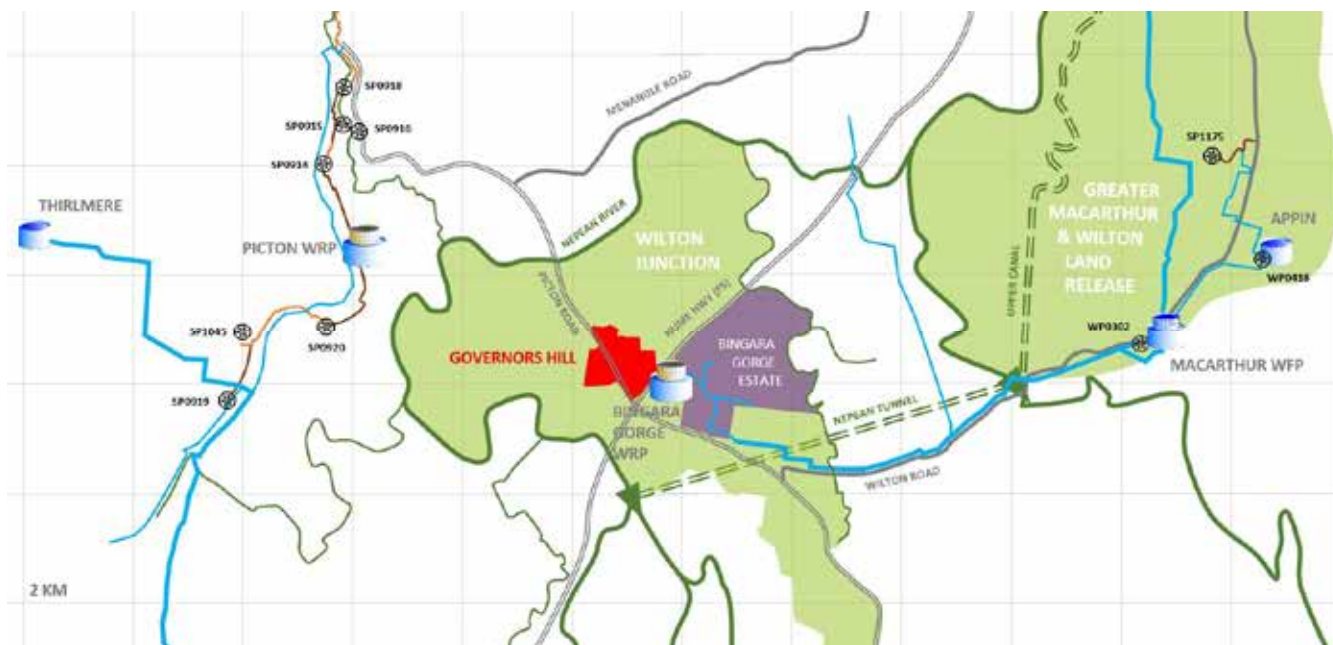 SP0918
MENANGLE ROAD
SP0915
SP0916
SP0914
SP1175
THIRLMERE
GREATER
MACARTHUR
& WILTON
LAND
RELEASE
APPIN
NEPEAN RIVER
WILTON
JUNCTION
PICTON WRP
UPPER CANAL
WP0302
PICTON ROAD
HUME HWY
SP1045
SP0920
BINGARA
GORGE
ESTATE
GOVERNORS HILL
MACARTHUR WFP
SP0919
BINGARA
GORGE
WRP
NEPEAN TUNNEL
WILTON ROAD
2 KM